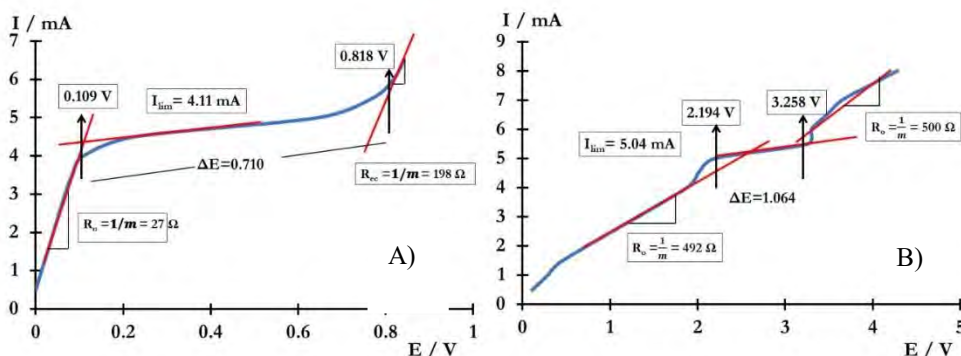 I / mA
7
6
5
4
3
2
1
0
0
0.2
0.4
0.6
0.8
1
E / V
0.109 V
I_lim= 4.11 mA
0.818 V
ΔE=0.710
R_ec = 1/m = 198 Ω
R_o = 1/m = 27 Ω
A)
I / mA
9
8
7
6
5
4
3
2
1
0
0
1
2
3
4
5
E / V
2.194 V
3.258 V
I_lim= 5.04 mA
R_o = 1/m = 500 Ω
ΔE=1.064
R_o = 1/m = 492 Ω
B)